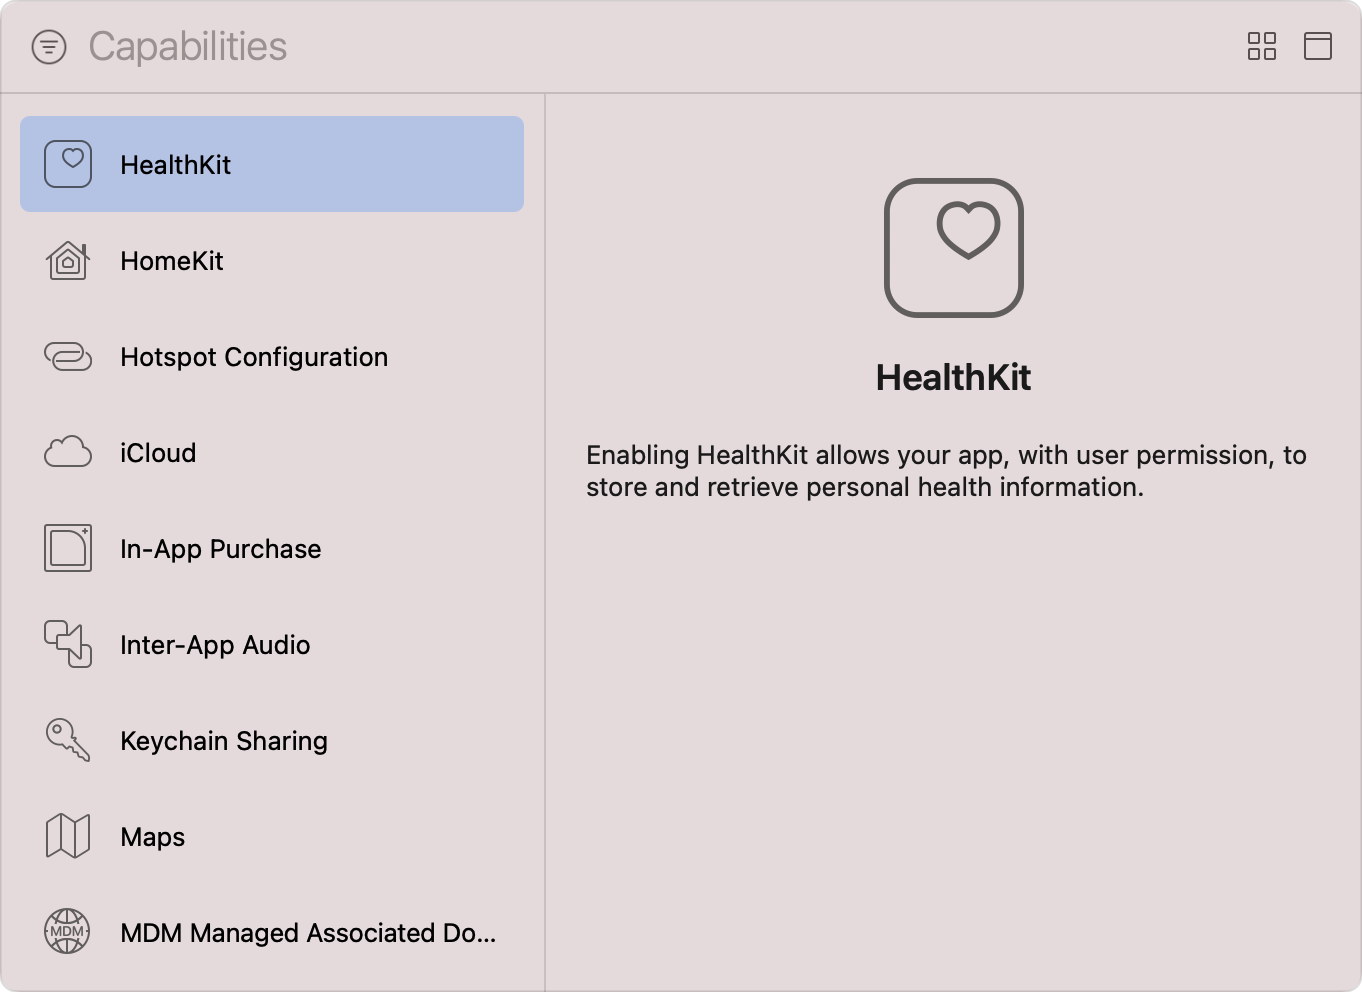 Capabilities
HealthKit
HomeKit
Hotspot Configuration
iCloud
In-App Purchase
Inter-App Audio
Keychain Sharing
Maps
MDM
MDM Managed Associated Do...
HealthKit
Enabling HealthKit allows your app, with user permission, to
store and retrieve personal health information.